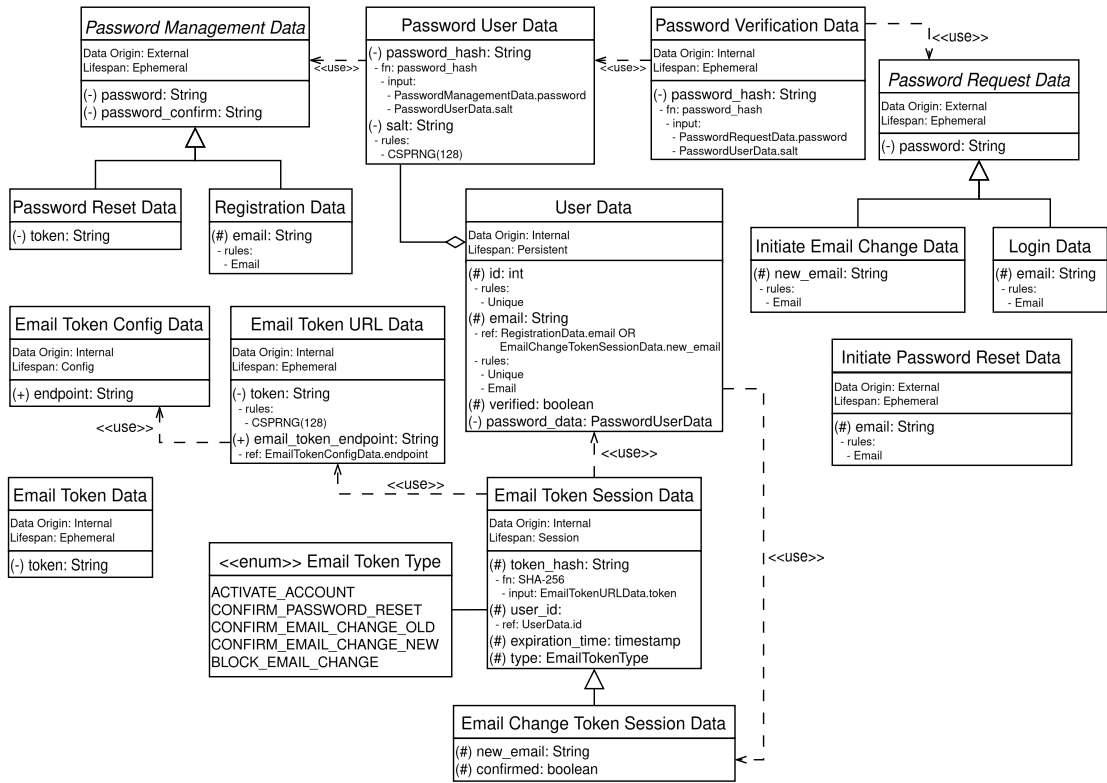 Password Management Data
Data Origin: External
Lifespan: Ephemeral
(-) password: String
(-) password_confirm: String
<<use>>
Password User Data
(-) password_hash: String
- fn: password_hash
- input:
- PasswordManagementData.password
- PasswordUserData.salt
(-) salt: String
- rules:
- CSPRNG(128)
<<use>>
Password Verification Data
Data Origin: Internal
Lifespan: Ephemeral
(-) password_hash: String
- fn: password_hash
- input:
- PasswordRequestData.password
- PasswordUserData.salt
<<use>>
Password Request Data
Data Origin: External
Lifespan: Ephemeral
(-) password: String
Password Reset Data
(-) token: String
Registration Data
(#) email: String
- rules:
- Email
User Data
Data Origin: Internal
Lifespan: Persistent
(#) id: int
- rules:
- Unique
(#) email: String
- ref: RegistrationData.email OR
EmailChangeTokenSessionData.new_email
- rules:
- Unique
- Email
(#) verified: boolean
(-) password_data: PasswordUserData
Initiate Email Change Data
(#) new_email: String
- rules:
- Email
Login Data
(#) email: String
- rules:
- Email
Email Token Config Data
Data Origin: Internal
Lifespan: Config
(+) endpoint: String
<<use>>
Email Token URL Data
Data Origin: Internal
Lifespan: Ephemeral
(-) token: String
- rules:
- CSPRNG(128)
(+) email_token_endpoint: String
- ref: EmailTokenConfigData.endpoint
Initiate Password Reset Data
Data Origin: External
Lifespan: Ephemeral
(#) email: String
- rules:
- Email
<<use>>
<<use>>
Email Token Data
Data Origin: Internal
Lifespan: Ephemeral
(-) token: String
Email Token Session Data
Data Origin: Internal
Lifespan: Session
(#) token_hash: String
- fn: SHA-256
- input: EmailTokenURLData.token
(#) user_id:
- ref: UserData.id
(#) expiration_time: timestamp
(#) type: EmailTokenType
<<use>>
<<enum>> Email Token Type
ACTIVATE_ACCOUNT
CONFIRM_PASSWORD_RESET
CONFIRM_EMAIL_CHANGE_OLD
CONFIRM_EMAIL_CHANGE_NEW
BLOCK_EMAIL_CHANGE
Email Change Token Session Data
(#) new_email: String
(#) confirmed: boolean